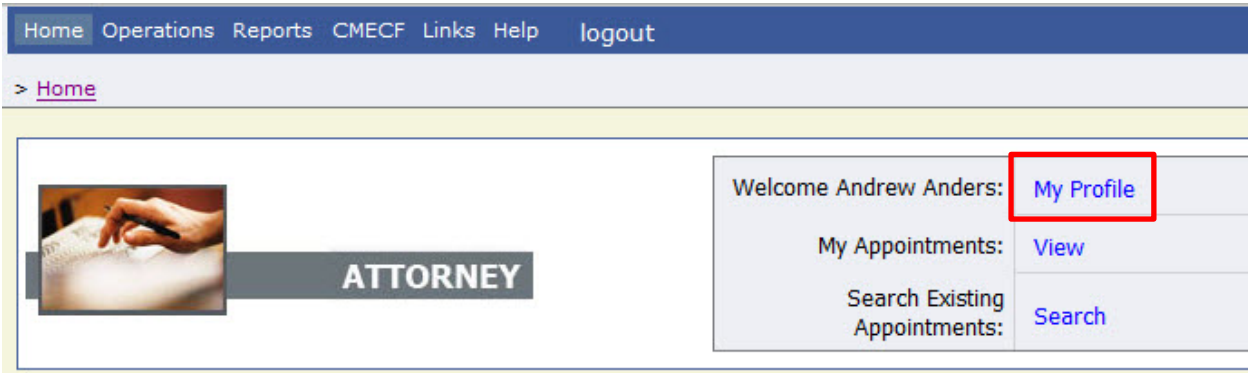 Home Operations Reports CMECF Links Help logout
> Home
ATTORNEY
Welcome Andrew Anders: My Profile
My Appointments: View
Search Existing
Appointments: Search